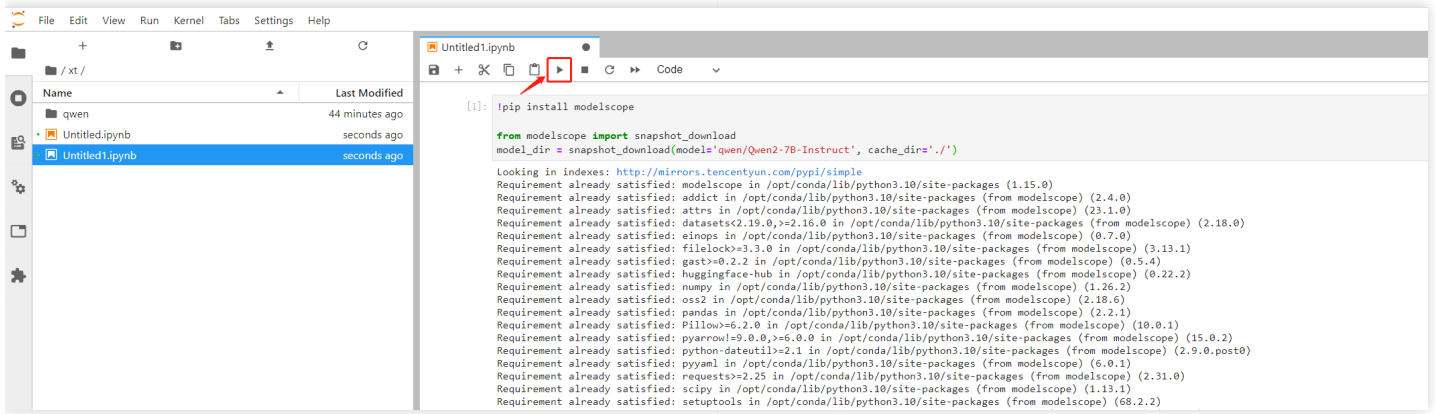 File Edit View Run Kernel Tabs Settings Help
/ xt /
Name Last Modified
qwen 44 minutes ago
Untitled.ipynb seconds ago
Untitled1.ipynb seconds ago
Untitled1.ipynb
Code
[1]: !pip install modelscope
from modelscope import snapshot_download
model_dir = snapshot_download(model='qwen/Qwen2-7B-Instruct', cache_dir='./')
Looking in indexes: http://mirrors.tencentyun.com/pypi/simple
Requirement already satisfied: modelscope in /opt/conda/lib/python3.10/site-packages (1.15.0)
Requirement already satisfied: addict in /opt/conda/lib/python3.10/site-packages (from modelscope) (2.4.0)
Requirement already satisfied: attrs in /opt/conda/lib/python3.10/site-packages (from modelscope) (23.1.0)
Requirement already satisfied: datasets<2.19.0,>=2.16.0 in /opt/conda/lib/python3.10/site-packages (from modelscope) (2.18.0)
Requirement already satisfied: einops in /opt/conda/lib/python3.10/site-packages (from modelscope) (0.7.0)
Requirement already satisfied: filelock>=3.3.0 in /opt/conda/lib/python3.10/site-packages (from modelscope) (3.13.1)
Requirement already satisfied: gast>=0.2.2 in /opt/conda/lib/python3.10/site-packages (from modelscope) (0.5.4)
Requirement already satisfied: huggingface-hub in /opt/conda/lib/python3.10/site-packages (from modelscope) (0.22.2)
Requirement already satisfied: numpy in /opt/conda/lib/python3.10/site-packages (from modelscope) (1.26.2)
Requirement already satisfied: oss2 in /opt/conda/lib/python3.10/site-packages (from modelscope) (2.18.6)
Requirement already satisfied: pandas in /opt/conda/lib/python3.10/site-packages (from modelscope) (2.2.1)
Requirement already satisfied: Pillow>=6.2.0 in /opt/conda/lib/python3.10/site-packages (from modelscope) (10.0.1)
Requirement already satisfied: pyarrow!=9.0.0,>=6.0.0 in /opt/conda/lib/python3.10/site-packages (from modelscope) (15.0.2)
Requirement already satisfied: python-dateutil>=2.1 in /opt/conda/lib/python3.10/site-packages (from modelscope) (2.9.0.post0)
Requirement already satisfied: pyyaml in /opt/conda/lib/python3.10/site-packages (from modelscope) (6.0.1)
Requirement already satisfied: requests>=2.25 in /opt/conda/lib/python3.10/site-packages (from modelscope) (2.31.0)
Requirement already satisfied: scipy in /opt/conda/lib/python3.10/site-packages (from modelscope) (1.13.1)
Requirement already satisfied: setuptools in /opt/conda/lib/python3.10/site-packages (from modelscope) (68.2.2)